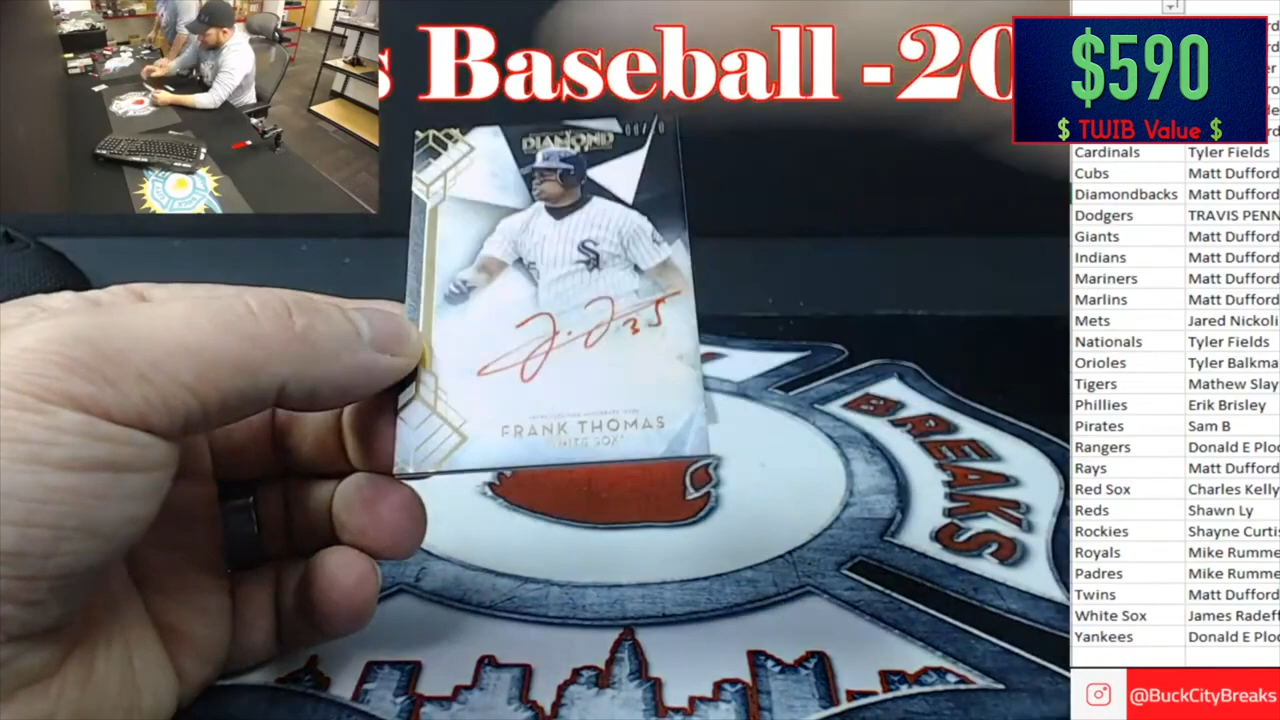 s Baseball -20
$590
$ TWIB Value $
DIAMOND
35
FRANK THOMAS
WHITE SOX
BREAKS
Cardinals Tyler Fields
Cubs Matt Dufford
Diamondbacks Matt Dufford
Dodgers TRAVIS PENN
Giants Matt Dufford
Indians Matt Dufford
Mariners Matt Dufford
Marlins Matt Dufford
Mets Jared Nickoli
Nationals Tyler Fields
Orioles Tyler Balkma
Tigers Mathew Slay
Phillies Erik Brisley
Pirates Sam B
Rangers Donald E Plo
Rays Matt Dufford
Red Sox Charles Kelly
Reds Shawn Ly
Rockies Shayne Curtis
Royals Mike Rumme
Padres Mike Rumme
Twins Matt Dufford
White Sox James Radef
Yankees Donald E Plo
@BuckCityBreaks